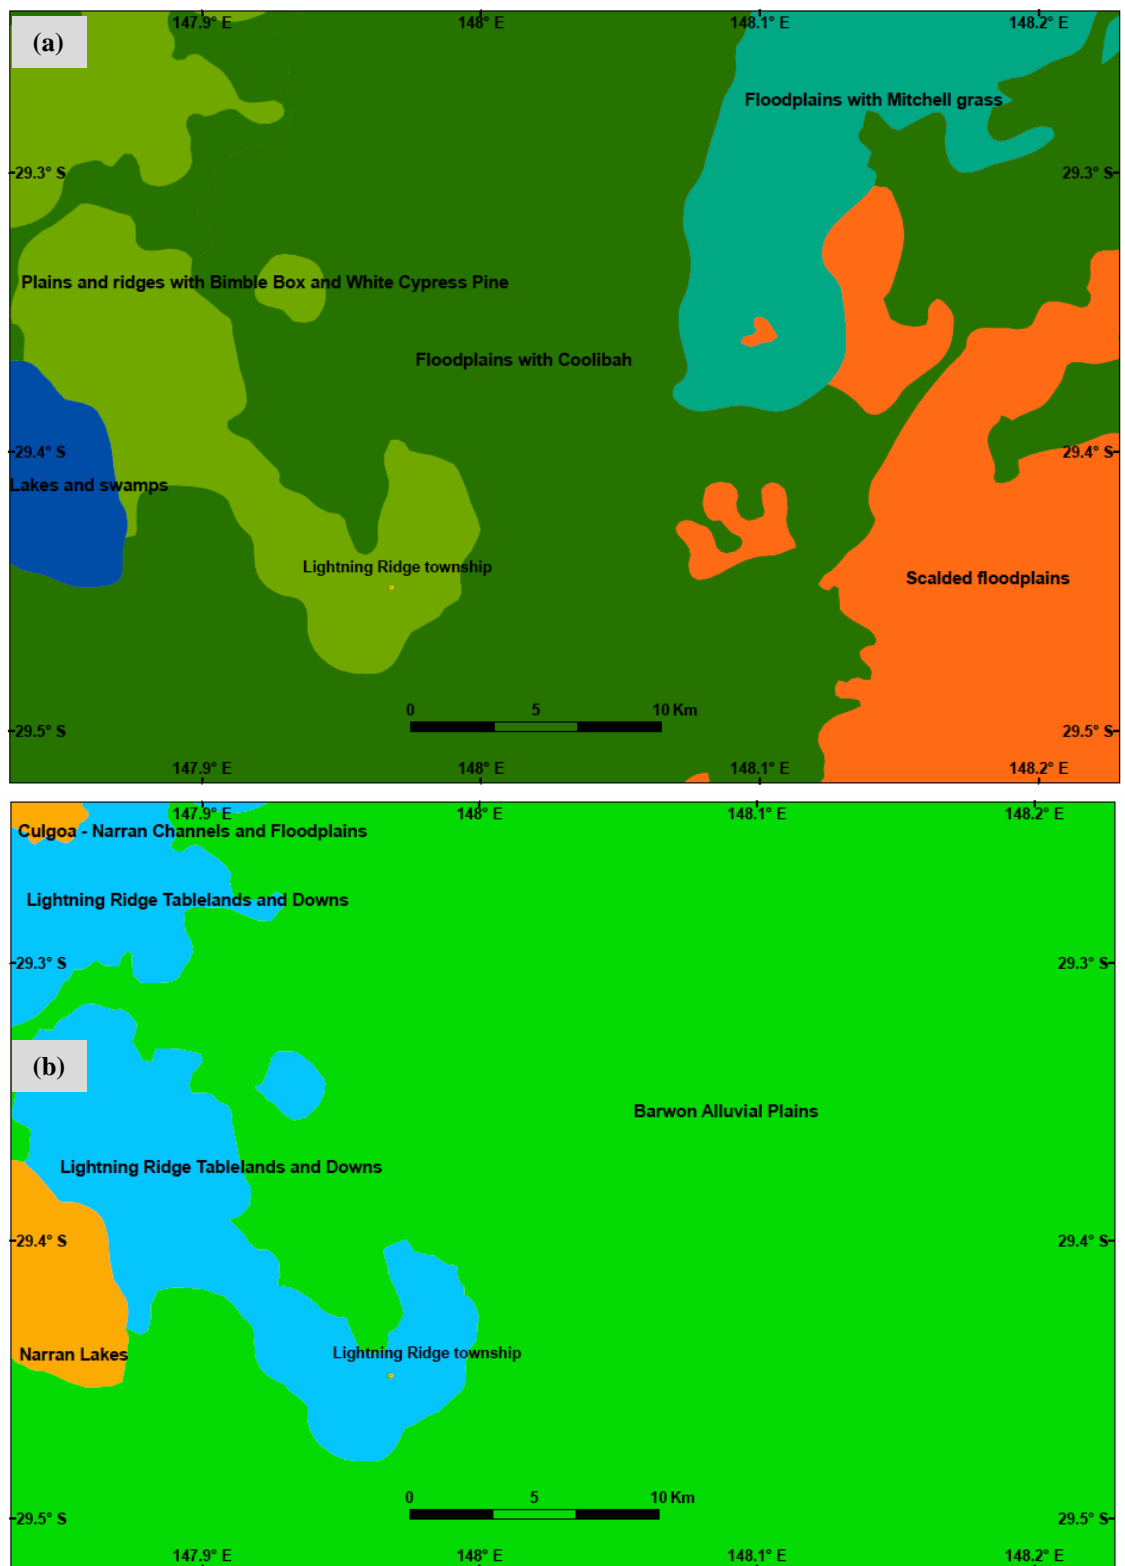 147.9° E 148° E 148.1° E 148.2° E
(a)
Floodplains with Mitchell grass
29.3° S 29.3° S
Plains and ridges with Bimble Box and White Cypress Pine
Floodplains with Coolibah
29.4° S 29.4° S
Lakes and swamps
Lightning Ridge township
Scalded floodplains
0 5 10 Km
29.5° S 29.5° S
147.9° E 148° E 148.1° E 148.2° E
147.9° E 148° E 148.1° E 148.2° E
Culgoa - Narran Channels and Floodplains
Lightning Ridge Tablelands and Downs
29.3° S 29.3° S
(b)
Barwon Alluvial Plains
Lightning Ridge Tablelands and Downs
29.4° S 29.4° S
Narran Lakes
Lightning Ridge township
0 5 10 Km
29.5° S 29.5° S
147.9° E 148° E 148.1° E 148.2° E